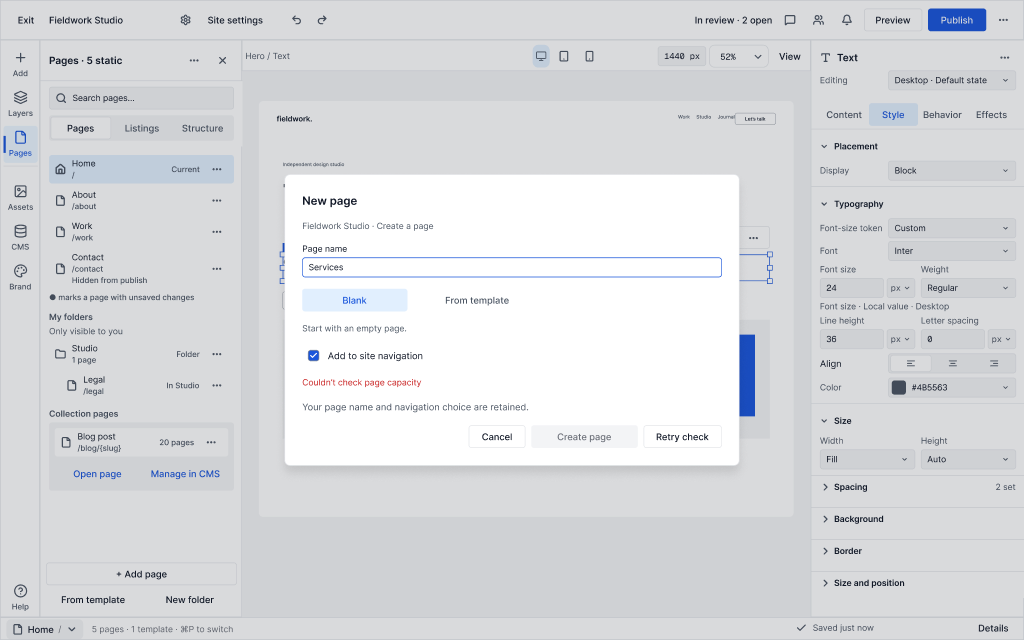 Exit Fieldwork Studio Site settings In review · 2 open Preview Publish
Add
Layers
Pages
Assets
CMS
Brand
Help
Pages · 5 static
Search pages...
Pages Listings Structure
Home
/
Current
About
/about
Work
/work
Contact
/contact
Hidden from publish
● marks a page with unsaved changes
My folders
Only visible to you
Studio
1 page
Folder
Legal
/legal
In Studio
Collection pages
Blog post
/blog/{slug}
20 pages
Open page Manage in CMS
+ Add page
From template New folder
Hero / Text
1440 px 52% View
fieldwork.
Work Studio Journal Let's talk
Independent design studio
New page
Fieldwork Studio · Create a page
Page name
Services
Blank From template
Start with an empty page.
Add to site navigation
Couldn't check page capacity
Your page name and navigation choice are retained.
Cancel Create page Retry check
Text
Editing Desktop · Default state
Content Style Behavior Effects
Placement
Display Block
Typography
Font-size token Custom
Font Inter
Font size Weight
24 px Regular
Font size · Local value · Desktop
Line height Letter spacing
36 px 0 px
Align
Color #4B5563
Size
Width Height
Fill Auto
Spacing 2 set
Background
Border
Size and position
Home / 5 pages · 1 template · ⌘P to switch Saved just now Details